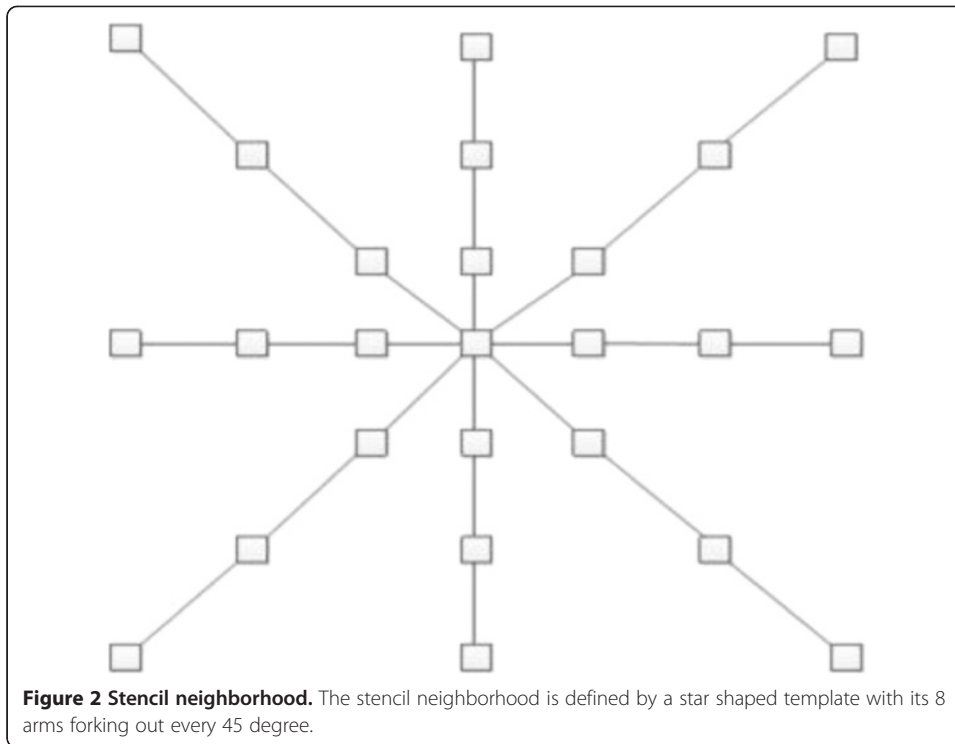 Figure 2 Stencil neighborhood. The stencil neighborhood is defined by a star shaped template with its 8
arms forking out every 45 degree.